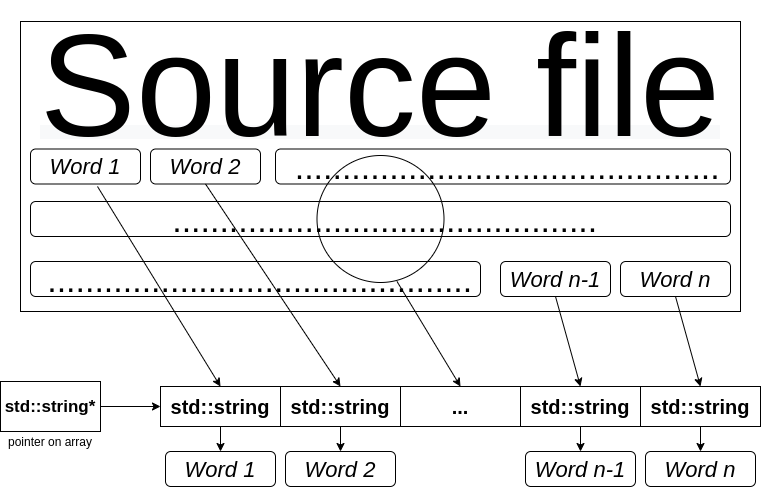 Source file
Word 1 Word 2 .............................................
.............................................
............................................. Word n-1 Word n
std::string* std::string std::string ... std::string std::string
pointer on array
Word 1 Word 2 Word n-1 Word n